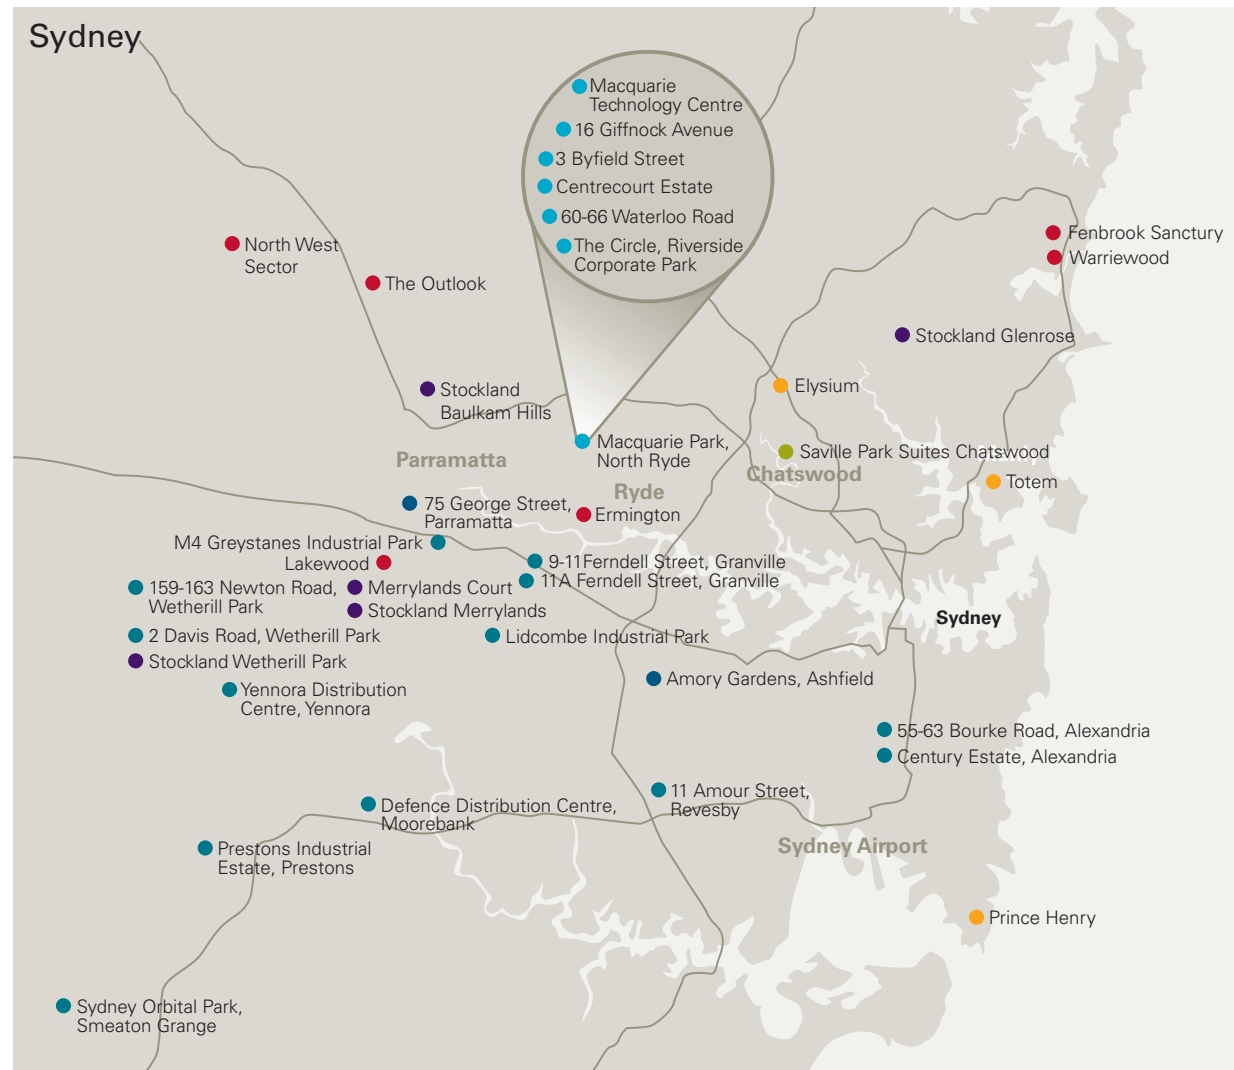 Sydney
Macquarie
Technology Centre
16 Giffnock Avenue
3 Byfield Street
Centrecourt Estate
60-66 Waterloo Road
The Circle, Riverside
Corporate Park
North West
Sector
The Outlook
Fenbrook Sanctury
Warriewood
Stockland Glenrose
Stockland
Baulkam Hills
Elysium
Macquarie Park,
North Ryde
Parramatta
Saville Park Suites Chatswood
Chatswood
Ryde
Totem
75 George Street,
Parramatta
Ermington
M4 Greystanes Industrial Park
Lakewood
9-11Ferndell Street, Granville
11A Ferndell Street, Granville
159-163 Newton Road,
Wetherill Park
Merrylands Court
Stockland Merrylands
Sydney
2 Davis Road, Wetherill Park
Lidcombe Industrial Park
Stockland Wetherill Park
Yennora Distribution
Centre, Yennora
Amory Gardens, Ashfield
55-63 Bourke Road, Alexandria
Century Estate, Alexandria
11 Amour Street,
Revesby
Defence Distribution Centre,
Moorebank
Prestons Industrial
Estate, Prestons
Sydney Airport
Prince Henry
Sydney Orbital Park,
Smeaton Grange